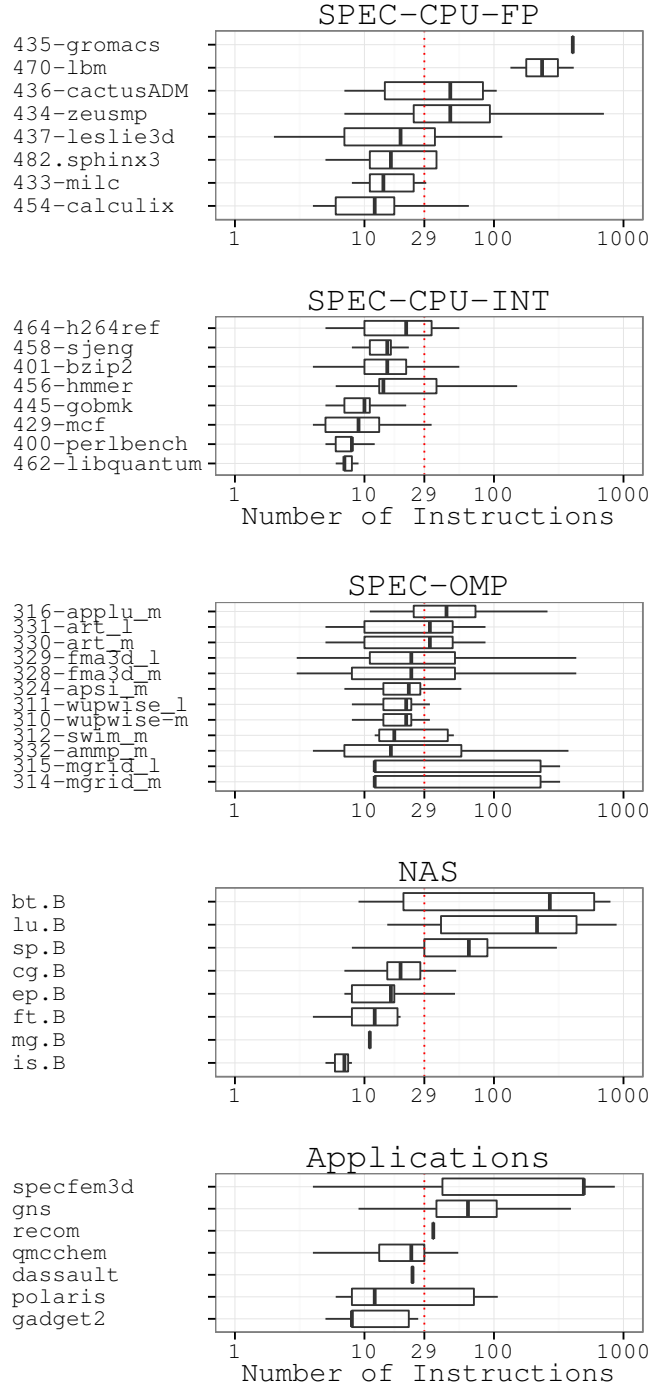 SPEC-CPU-FP
435-gromacs
470-lbm
436-cactusADM
434-zeusmp
437-leslie3d
482.sphinx3
433-milc
454-calculix
1 10 29 100 1000
SPEC-CPU-INT
464-h264ref
458-sjeng
401-bzip2
456-hmmer
445-gobmk
429-mcf
400-perlbench
462-libquantum
1 10 29 100 1000
Number of Instructions
SPEC-OMP
316-applu_m
331-art_l
330-art_m
329-fma3d_l
328-fma3d_m
324-apsi_m
311-wupwise_l
310-wupwise-m
312-swim_m
332-ammp_m
315-mgrid_l
314-mgrid_m
1 10 29 100 1000
NAS
bt.B
lu.B
sp.B
cg.B
ep.B
ft.B
mg.B
is.B
1 10 29 100 1000
Applications
specfem3d
gns
recom
qmcchem
dassault
polaris
gadget2
1 10 29 100 1000
Number of Instructions